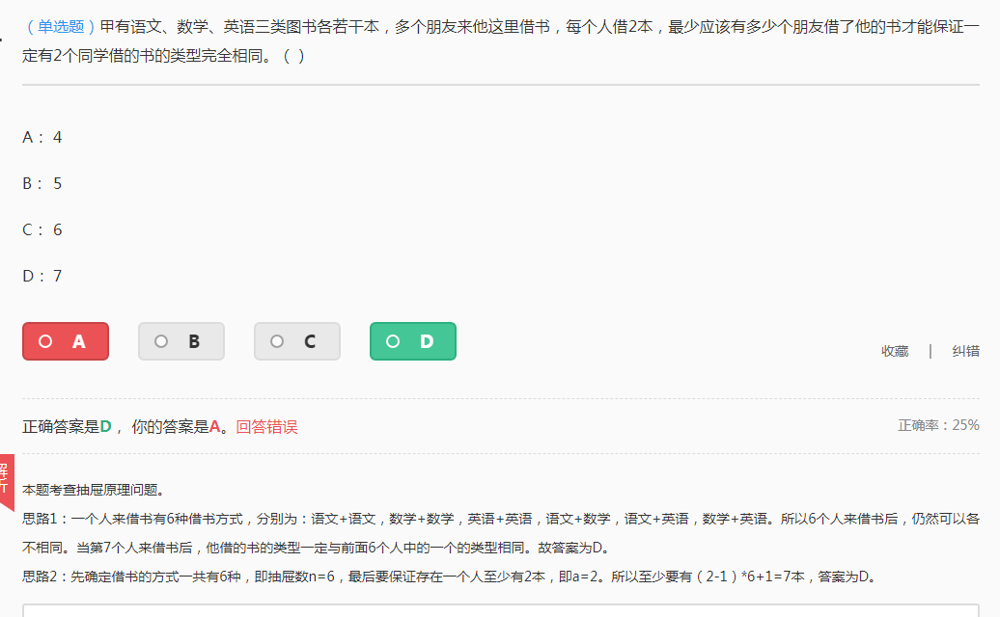 （单选题）甲有语文、数学、英语三类图书各若干本，多个朋友来他这里借书，每个人借2本，最少应该有多少个朋友借了他的书才能保证一
定有2个同学借的书的类型完全相同。（ ）
A： 4
B： 5
C： 6
D： 7
A B C D
收藏 | 纠错
正确答案是D， 你的答案是A。回答错误
正确率：25%
解析
本题考查抽屉原理问题。
思路1：一个人来借书有6种借书方式，分别为：语文+语文，数学+数学，英语+英语，语文+数学，语文+英语，数学+英语。所以6个人来借书后，仍然可以各
不相同。当第7个人来借书后，他借的书的类型一定与前面6个人中的一个的类型相同。故答案为D。
思路2：先确定借书的方式一共有6种，即抽屉数n=6，最后要保证存在一个人至少有2本，即a=2。所以至少要有（2-1）*6+1=7本，答案为D。